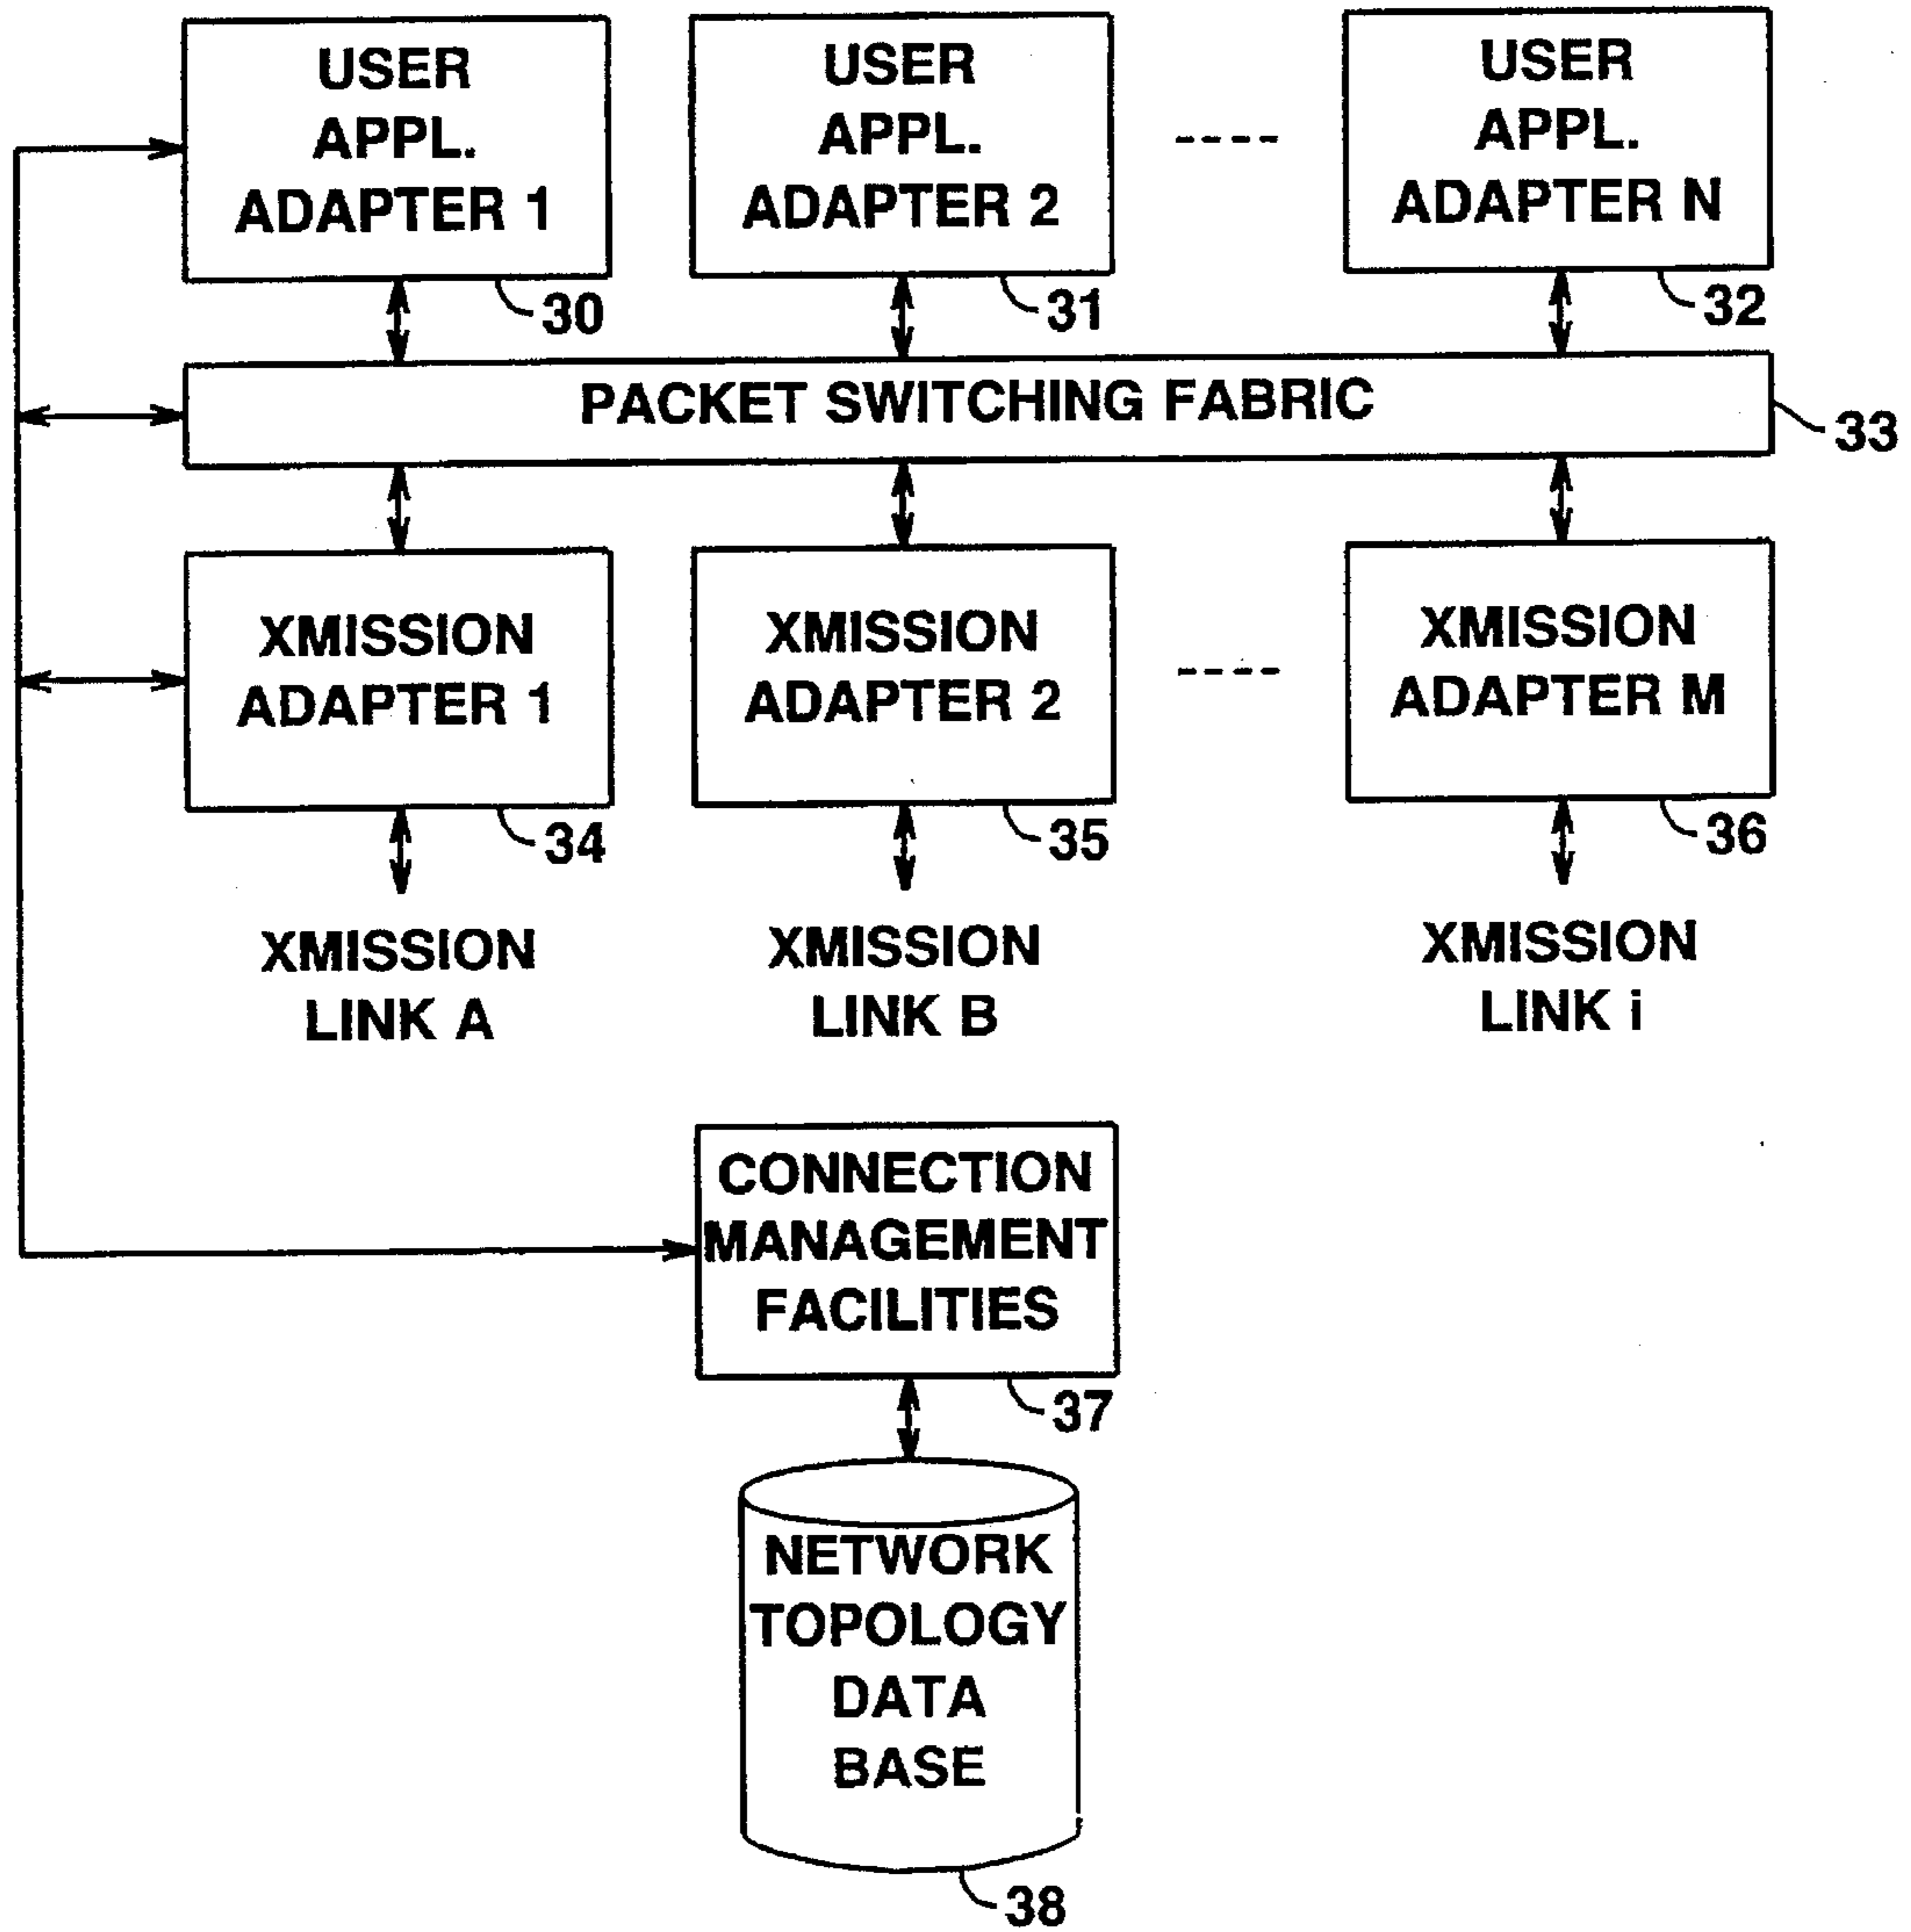 USER
APPL.
ADAPTER 1
USER
APPL.
ADAPTER 2
USER
APPL.
ADAPTER N
30
31
32
PACKET SWITCHING FABRIC
33
XMISSION
ADAPTER 1
XMISSION
ADAPTER 2
XMISSION
ADAPTER M
34
35
36
XMISSION
LINK A
XMISSION
LINK B
XMISSION
LINK i
CONNECTION
MANAGEMENT
FACILITIES
37
NETWORK
TOPOLOGY
DATA
BASE
38